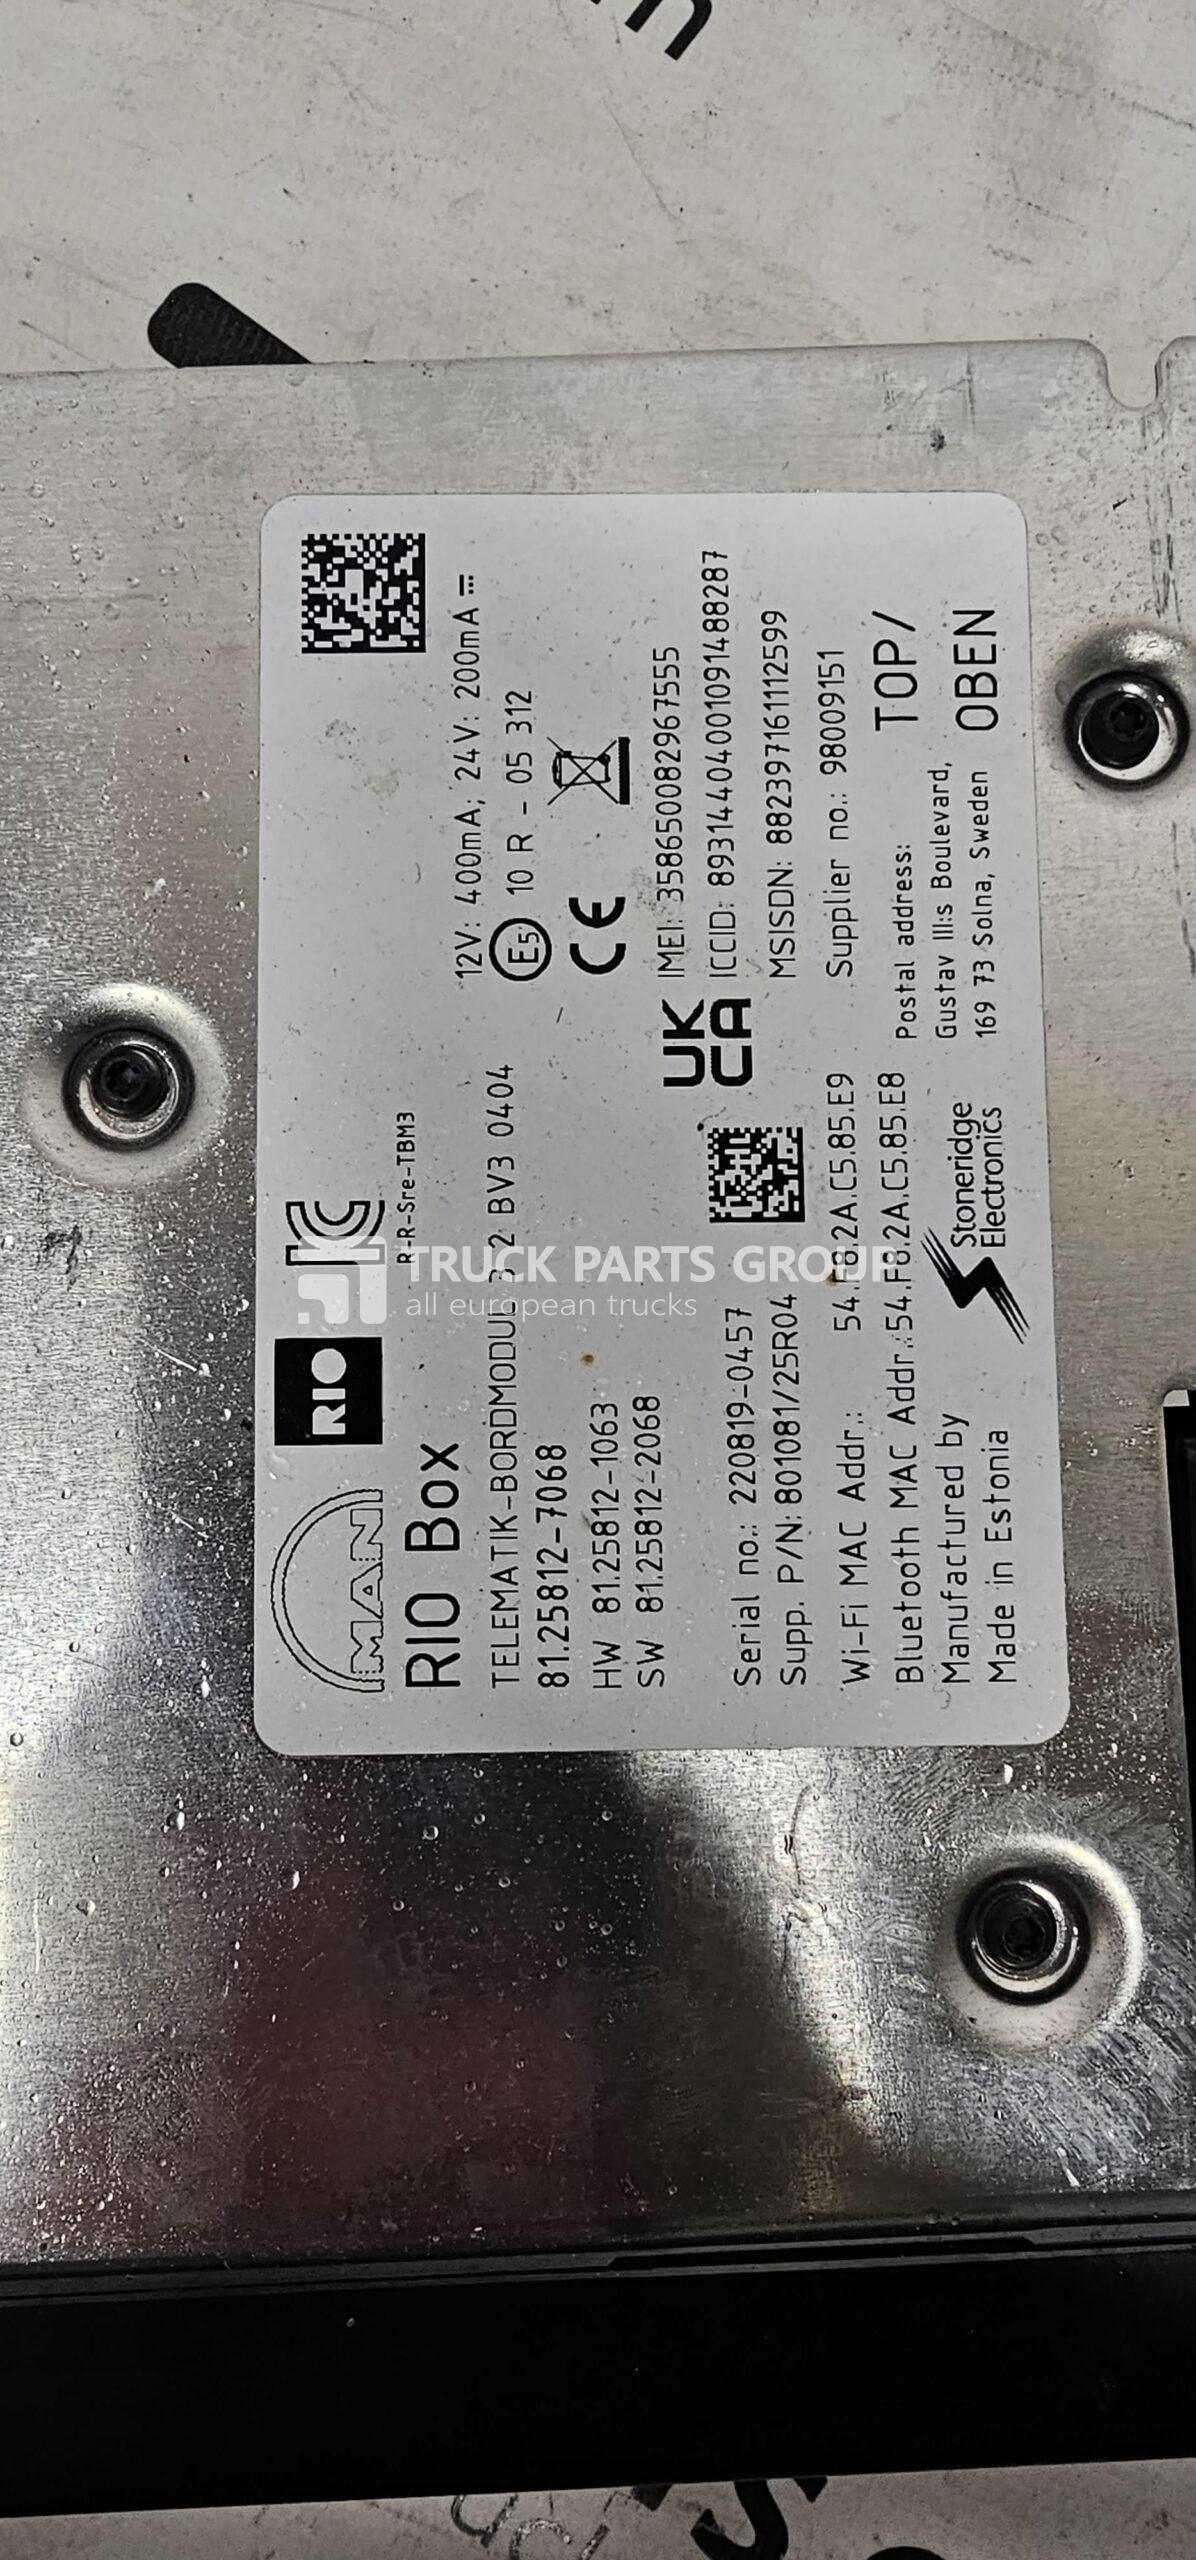 MAN
RIO
R-R-Sre-TBM3
RIO Box
TELEMATIK-BORDMODUL 3 2 BV3 0404
81.25812-7068
HW 81.25812-1063
SW 81.25812-2068
Serial no.: 220819-0457
Supp. P/N: 801081/25R04
Wi-Fi MAC Addr.: 54.F8.2A.C5.85.E9
Bluetooth MAC Addr.:54.F8.2A.C5.85.E8
Manufactured by
Made in Estonia
Stoneridge
Electronics
12V: 400mA; 24V: 200mA
E5 10 R - 05 312
CE
UK
CA
IMEI: 358650082967555
ICCID: 89314404001091488287
MSISDN: 882397161112599
Supplier no.: 98009151
Postal address:
Gustav III:s Boulevard,
169 73 Solna, Sweden
TOP/
OBEN
TRUCK PARTS GROUP
all european trucks